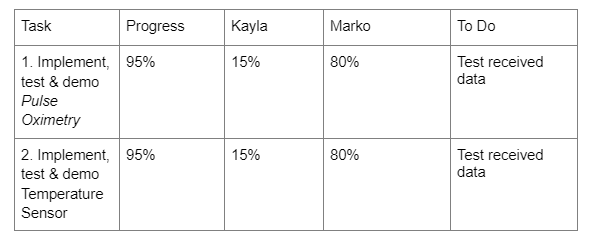 Task Progress Kayla Marko To Do
1. Implement, 95% 15% 80% Test received
test & demo data
Pulse
Oximetry
2. Implement, 95% 15% 80% Test received
test & demo data
Temperature
Sensor